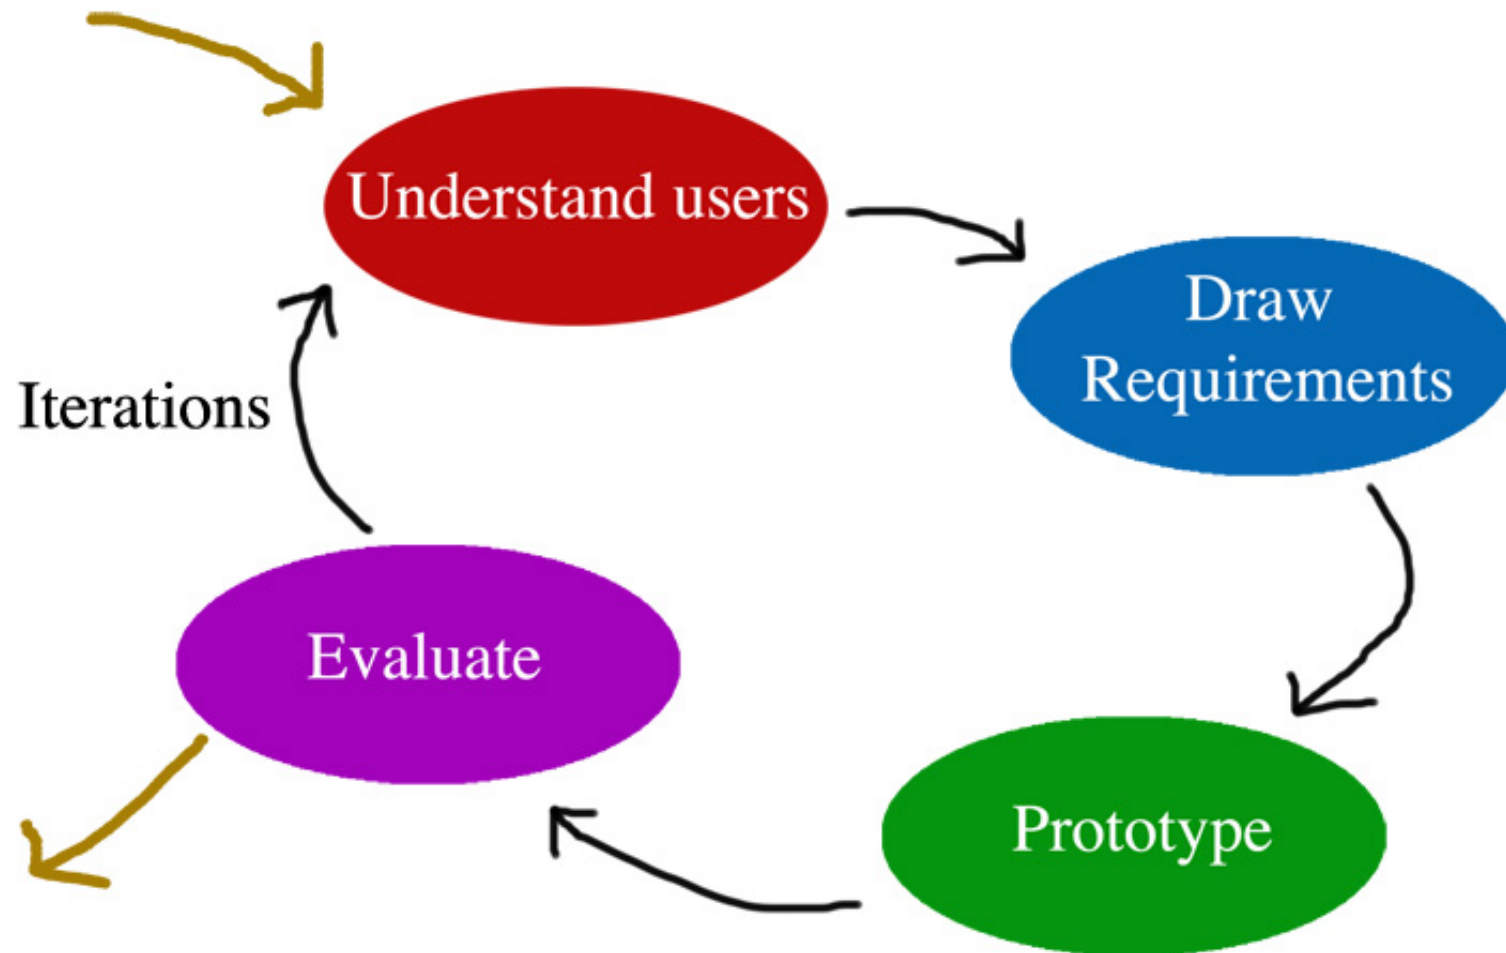 Understand users
Draw
Requirements
Iterations
Evaluate
Prototype